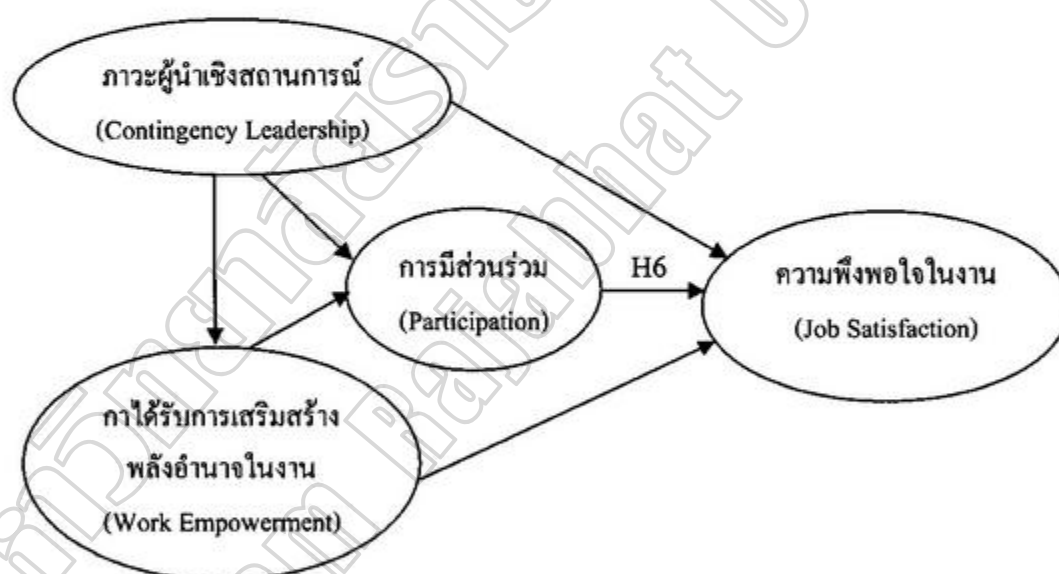 ภาวะผู้นำเชิงสถานการณ์
(Contingency Leadership)
การมีส่วนร่วม
(Participation)
H6
ความพึงพอใจในงาน
(Job Satisfaction)
กาได้รับการเสริมสร้าง
พลังอำนาจในงาน
(Work Empowerment)
Rajabhat U